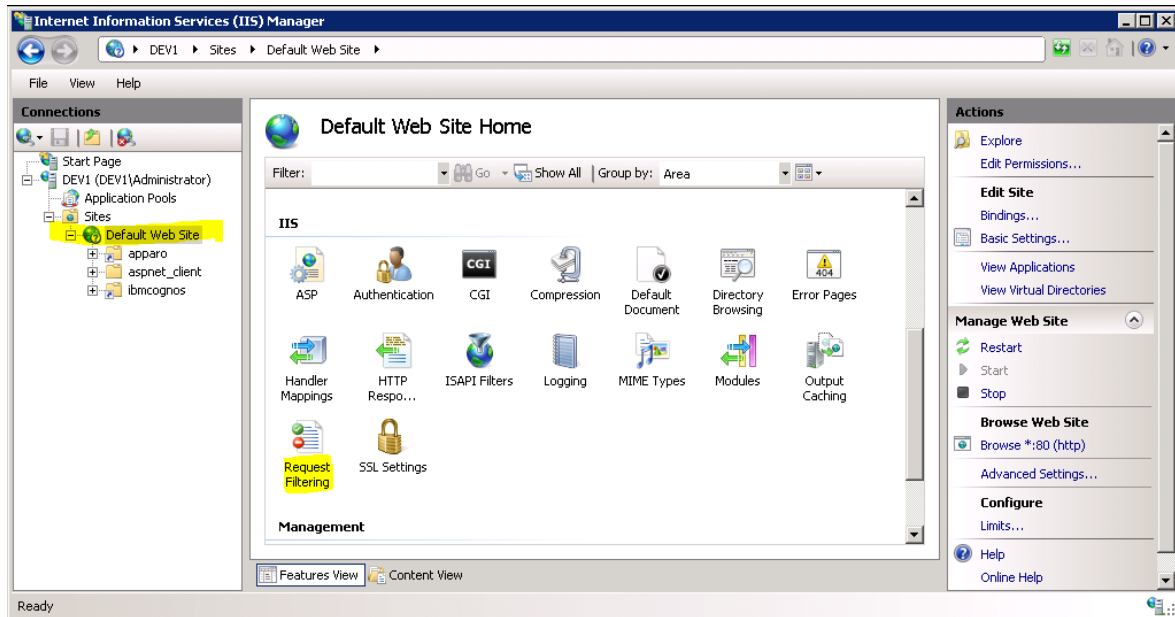 Internet Information Services (IIS) Manager
DEV1 Sites Default Web Site
File View Help
Connections
Start Page
DEV1 (DEV1\Administrator)
Application Pools
Sites
Default Web Site
apparo
aspnet_client
ibmcognos
Default Web Site Home
Filter: Go Show All Group by: Area
IIS
ASP Authentication CGI Compression Default Directory Error Pages
Document Browsing
CGI
404
Handler HTTP ISAPI Filters Logging MIME Types Modules Output
Mappings Respo... Caching
Request SSL Settings
Filtering
Management
Features View Content View
Actions
Explore
Edit Permissions...
Edit Site
Bindings...
Basic Settings...
View Applications
View Virtual Directories
Manage Web Site
Restart
Start
Stop
Browse Web Site
Browse *:80 (http)
Advanced Settings...
Configure
Limits...
Help
Online Help
Ready